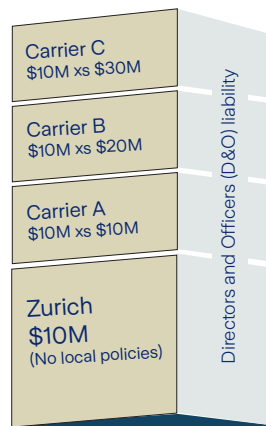 Carrier C
$10M xs $30M
Carrier B
$10M xs $20M
Carrier A
$10M xs $10M
Zurich
$10M
(No local policies)
Directors and Officers (D&O) liability